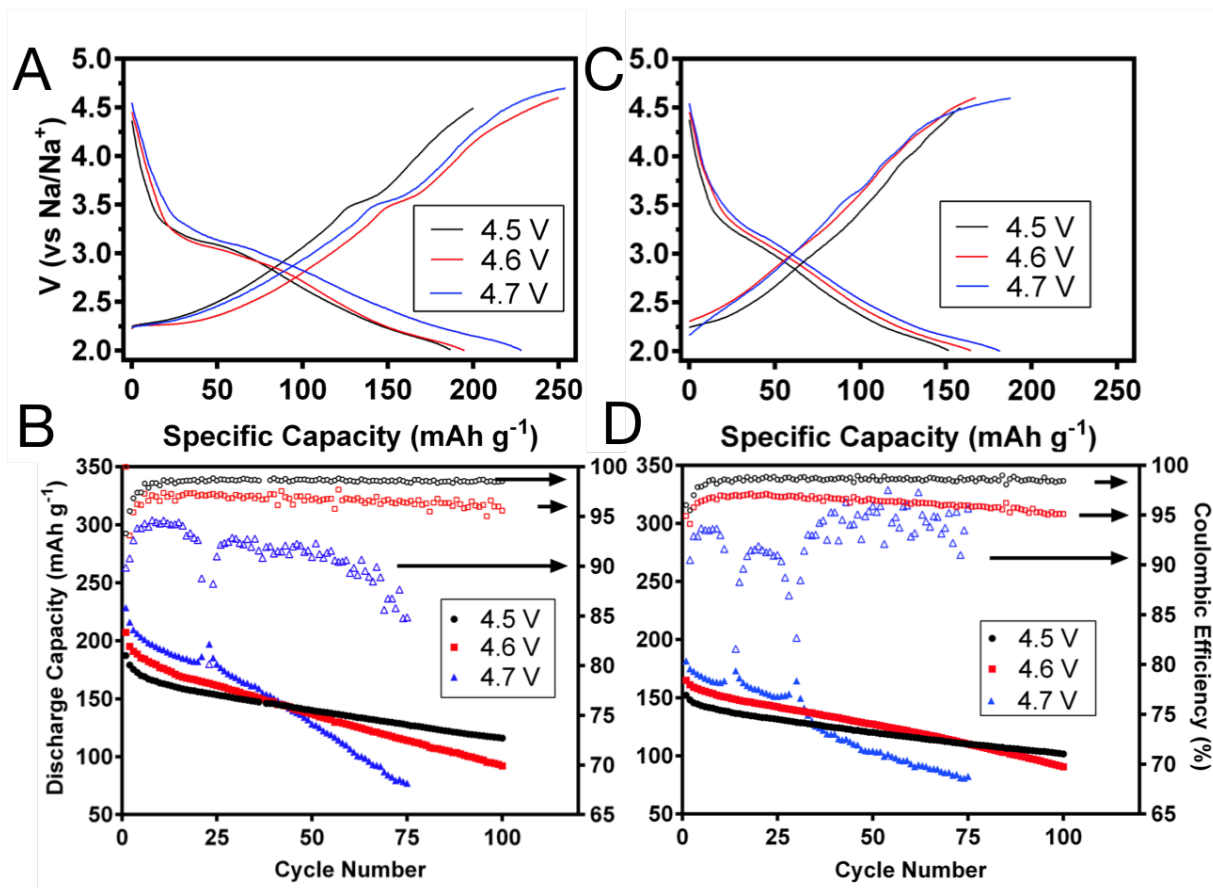 A
5.0
4.5
4.0
3.5
3.0
2.5
2.0
V (vs Na/Na⁺)
4.5 V
4.6 V
4.7 V
0 50 100 150 200 250
Specific Capacity (mAh g⁻¹)
C
5.0
4.5
4.0
3.5
3.0
2.5
2.0
4.5 V
4.6 V
4.7 V
0 50 100 150 200 250
Specific Capacity (mAh g⁻¹)
B
350
300
250
200
150
100
50
Discharge Capacity (mAh g⁻¹)
4.5 V
4.6 V
4.7 V
100
95
90
85
80
75
70
65
0 25 50 75 100
Cycle Number
D
350
300
250
200
150
100
50
4.5 V
4.6 V
4.7 V
100
95
90
85
80
75
70
65
Coulombic Efficiency (%)
0 25 50 75 100
Cycle Number